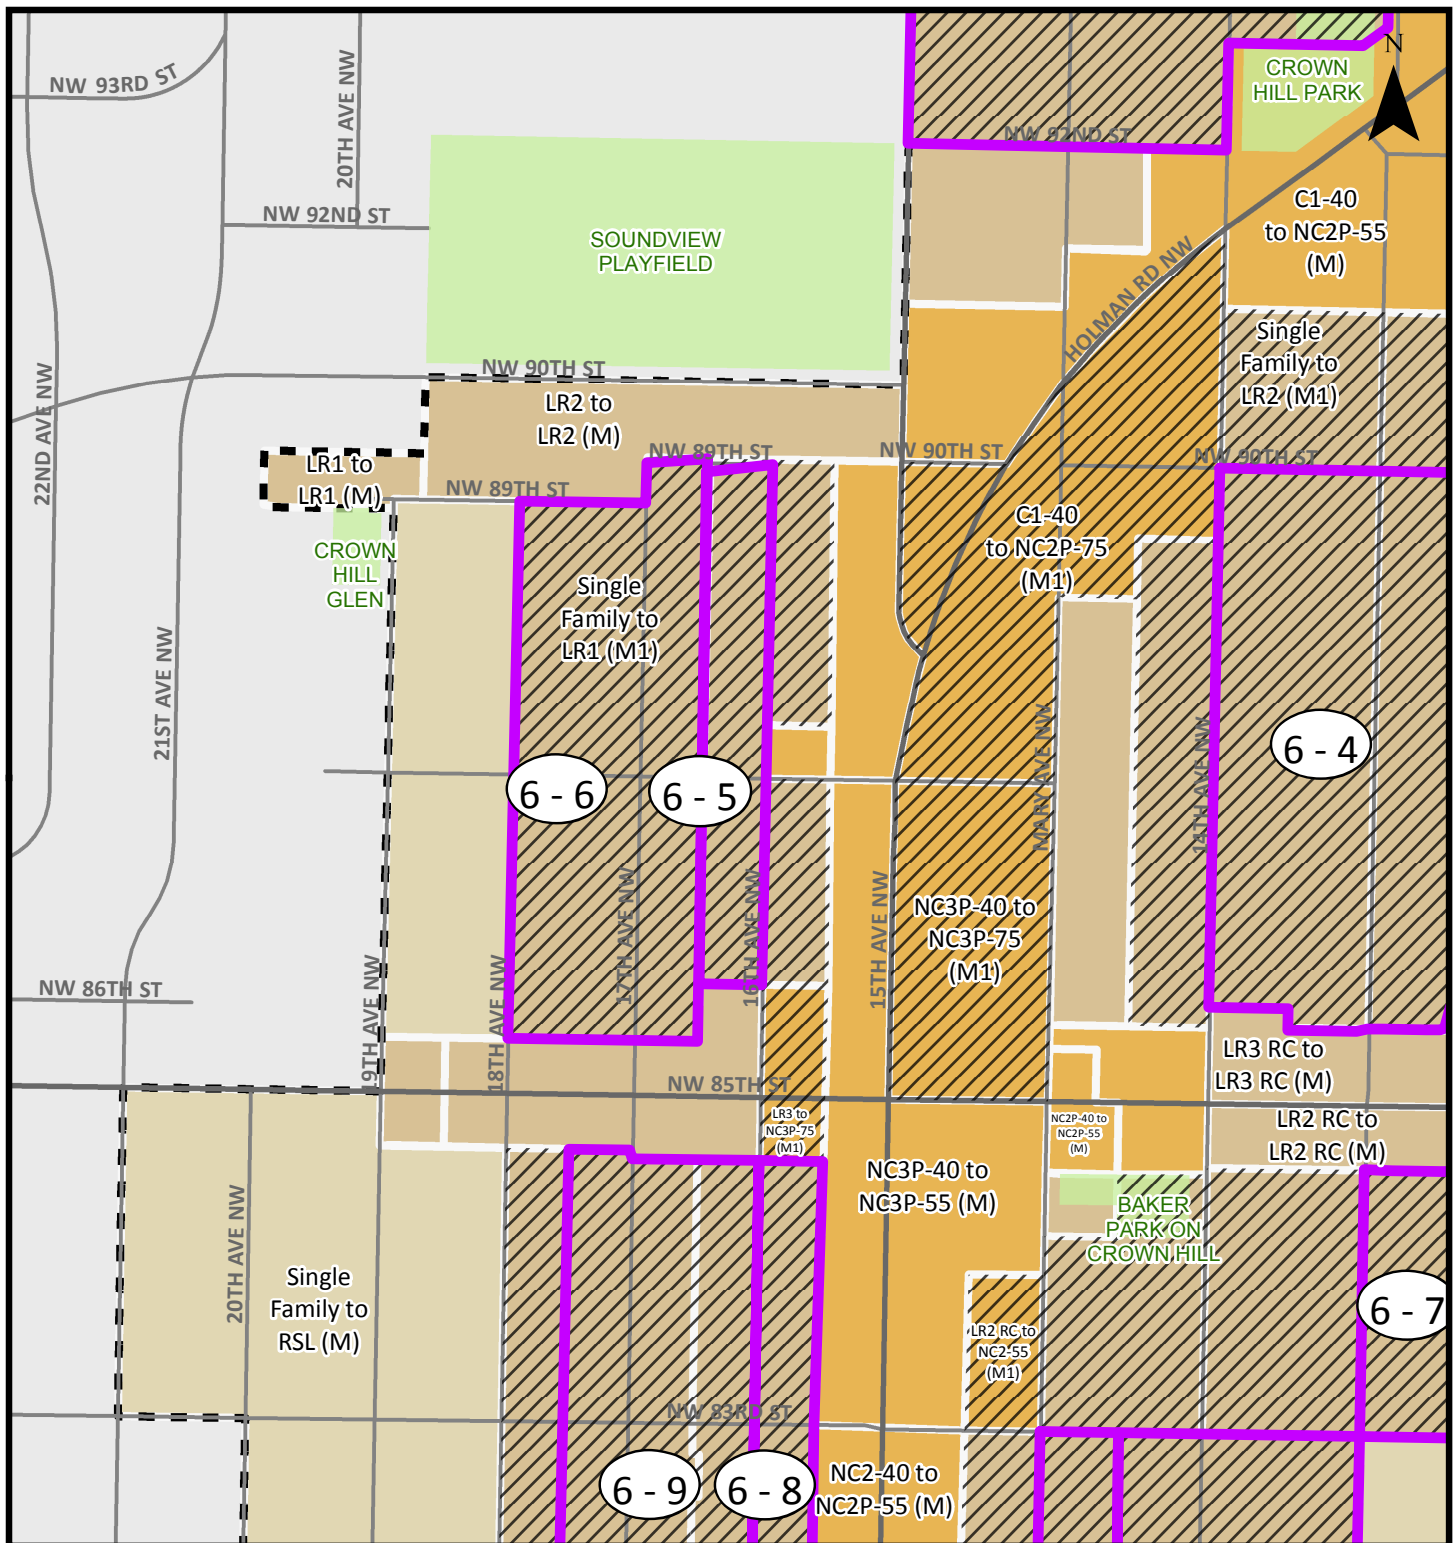 NW 93RD ST
20TH AVE NW
NW 92ND ST
SOUNDVIEW
PLAYFIELD
CROWN
HILL PARK
N
NW 92ND ST
C1-40
to NC2P-55
(M)
HOLMAN RD NW
Single
Family to
LR2 (M1)
NW 90TH ST
LR2 to
LR2 (M)
22ND AVE NW
LR1 to
LR1 (M)
NW 89TH ST
NW 89TH ST
NW 90TH ST
NW 90TH ST
C1-40
to NC2P-75
(M1)
CROWN
HILL
GLEN
Single
Family to
LR1 (M1)
21ST AVE NW
MARY AVE NW
14TH AVE NW
6 - 4
6 - 6
6 - 5
17TH AVE NW
16TH AVE NW
15TH AVE NW
NC3P-40 to
NC3P-75
(M1)
NW 86TH ST
19TH AVE NW
18TH AVE NW
LR3 RC to
LR3 RC (M)
NW 85TH ST
LR3 to
NC3P-75
(M1)
NC2P-40 to
NC2P-55
(M)
LR2 RC to
LR2 RC (M)
NC3P-40 to
NC3P-55 (M)
BAKER
PARK ON
CROWN HILL
20TH AVE NW
Single
Family to
RSL (M)
LR2 RC to
NC2-55
(M1)
6 - 7
NW 83RD ST
6 - 9
6 - 8
NC2-40 to
NC2P-55 (M)